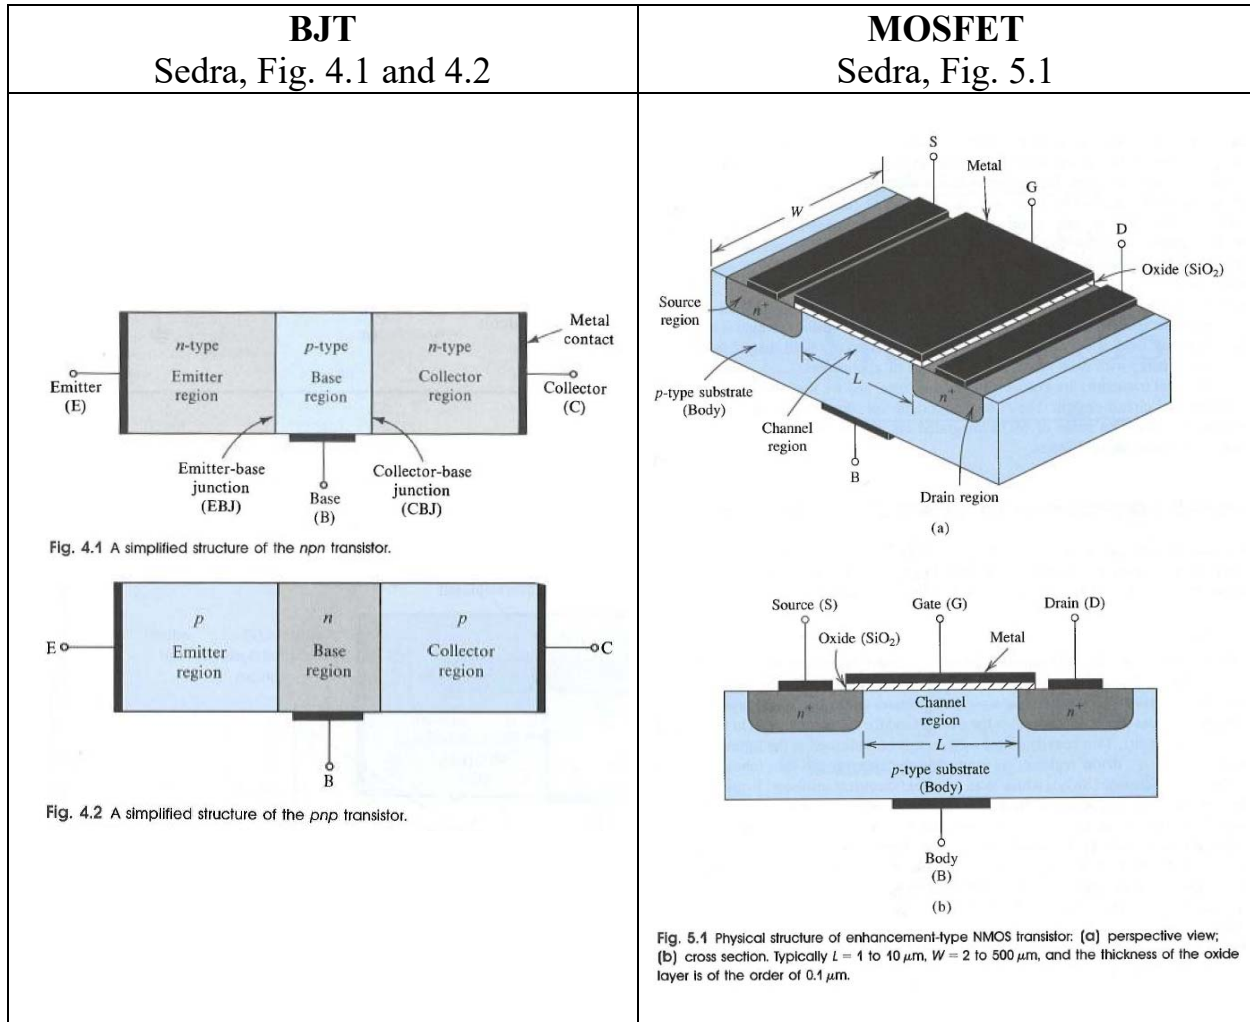 BJT
Sedra, Fig. 4.1 and 4.2
MOSFET
Sedra, Fig. 5.1
Metal
contact
n-type
Emitter
region
p-type
Base
region
n-type
Collector
region
Emitter
(E)
Collector
(C)
Emitter-base
junction
(EBJ)
Base
(B)
Collector-base
junction
(CBJ)
Fig. 4.1 A simplified structure of the npn transistor.
p
Emitter
region
n
Base
region
p
Collector
region
E
C
B
Fig. 4.2 A simplified structure of the pnp transistor.
S
Metal
G
D
W
Oxide (SiO₂)
Source
region
n⁺
L
n⁺
p-type substrate
(Body)
Channel
region
B
Drain region
(a)
Source (S)
Gate (G)
Drain (D)
Oxide (SiO₂)
Metal
n⁺
Channel
region
n⁺
L
p-type substrate
(Body)
Body
(B)
(b)
Fig. 5.1 Physical structure of enhancement-type NMOS transistor: (a) perspective view;
(b) cross section. Typically L = 1 to 10 μm, W = 2 to 500 μm, and the thickness of the oxide
layer is of the order of 0.1 μm.